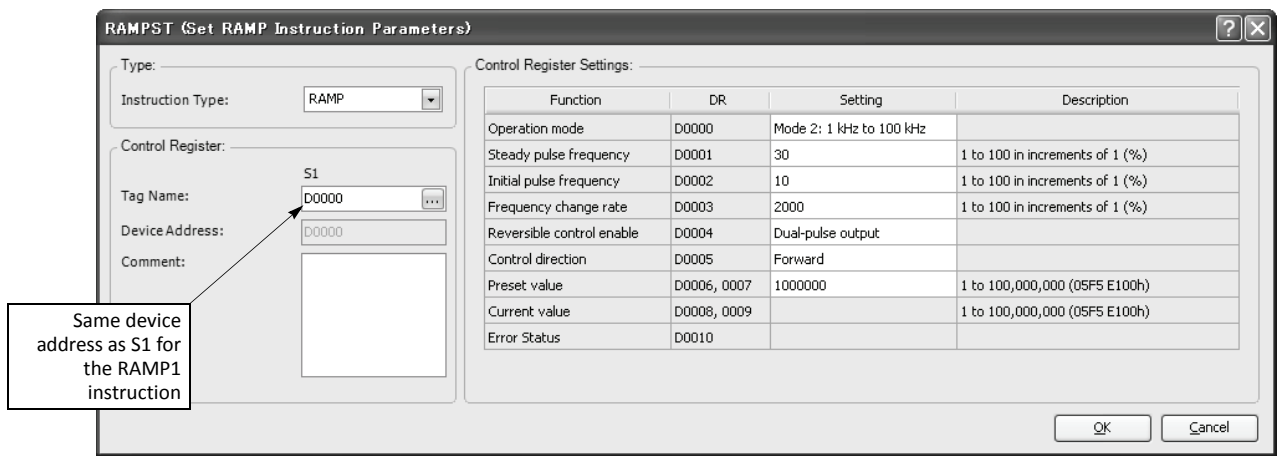 RAMPST (Set RAMP Instruction Parameters)
Type:
Instruction Type: RAMP
Control Register:
S1
Tag Name: D0000 ...
Device Address: D0000
Comment:
Same device
address as S1 for
the RAMP1
instruction
Control Register Settings:
Function DR Setting Description
Operation mode D0000 Mode 2: 1 kHz to 100 kHz
Steady pulse frequency D0001 30 1 to 100 in increments of 1 (%)
Initial pulse frequency D0002 10 1 to 100 in increments of 1 (%)
Frequency change rate D0003 2000 1 to 100 in increments of 1 (%)
Reversible control enable D0004 Dual-pulse output
Control direction D0005 Forward
Preset value D0006, 0007 1000000 1 to 100,000,000 (05F5 E100h)
Current value D0008, 0009 1 to 100,000,000 (05F5 E100h)
Error Status D0010
OK Cancel